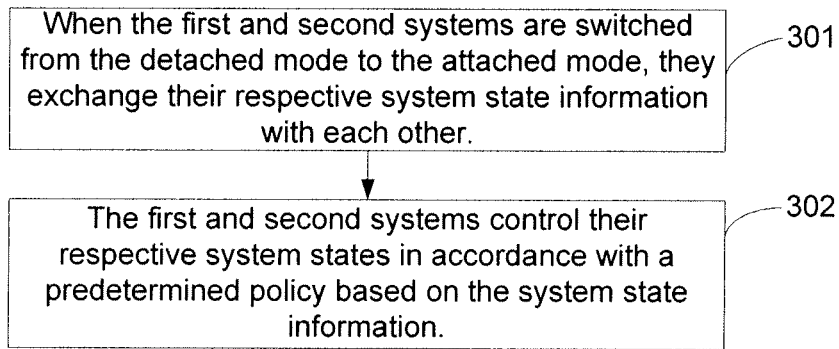 When the first and second systems are switched
from the detached mode to the attached mode, they
exchange their respective system state information
with each other.
301
The first and second systems control their
respective system states in accordance with a
predetermined policy based on the system state
information.
302